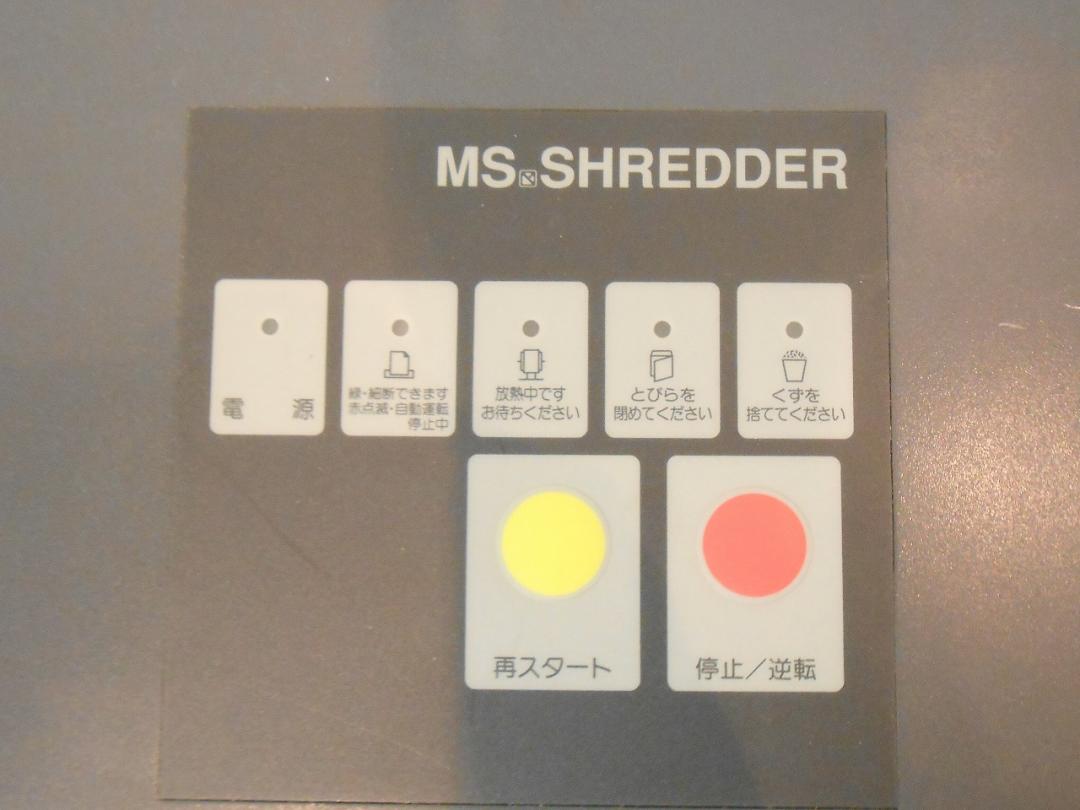 MS SHREDDER
電源
緑・細断できます
赤点滅・自動運転
停止中
放熱中です
お待ちください
とびらを
閉めてください
くずを
捨ててください
再スタート
停止／逆転